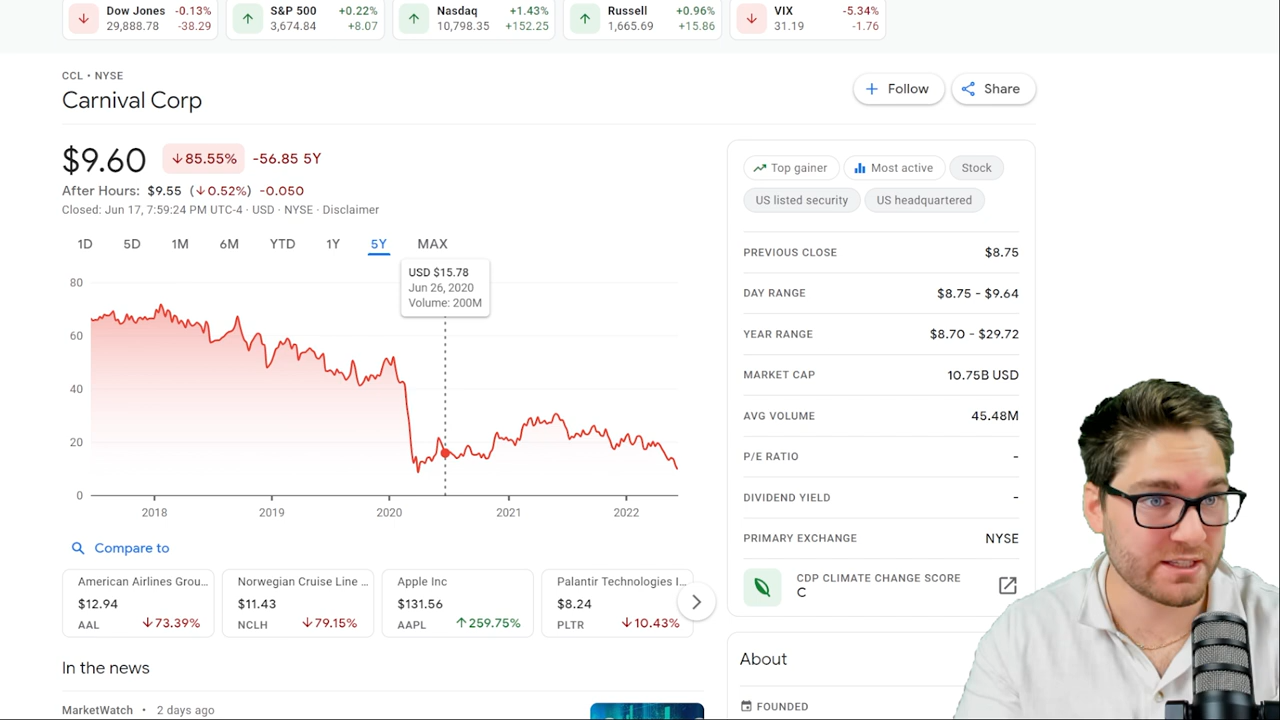 Dow Jones -0.13%
29,888.78 -38.29
S&P 500 +0.22%
3,674.84 +8.07
Nasdaq +1.43%
10,798.35 +152.25
Russell +0.96%
1,665.69 +15.86
VIX -5.34%
31.19 -1.76
CCL • NYSE
Carnival Corp
+ Follow
Share
$9.60 ↓85.55% -56.85 5Y
After Hours: $9.55 (↓0.52%) -0.050
Closed: Jun 17, 7:59:24 PM UTC-4 · USD · NYSE · Disclaimer
1D 5D 1M 6M YTD 1Y 5Y MAX
USD $15.78
Jun 26, 2020
Volume: 200M
80
60
40
20
0
2018 2019 2020 2021 2022
Compare to
American Airlines Grou...
$12.94
AAL ↓73.39%
Norwegian Cruise Line ...
$11.43
NCLH ↓79.15%
Apple Inc
$131.56
AAPL ↑259.75%
Palantir Technologies I...
$8.24
PLTR ↓10.43%
In the news
MarketWatch • 2 days ago
Top gainer
Most active
Stock
US listed security
US headquartered
PREVIOUS CLOSE $8.75
DAY RANGE $8.75 - $9.64
YEAR RANGE $8.70 - $29.72
MARKET CAP 10.75B USD
AVG VOLUME 45.48M
P/E RATIO -
DIVIDEND YIELD -
PRIMARY EXCHANGE NYSE
CDP CLIMATE CHANGE SCORE
C
About
FOUNDED